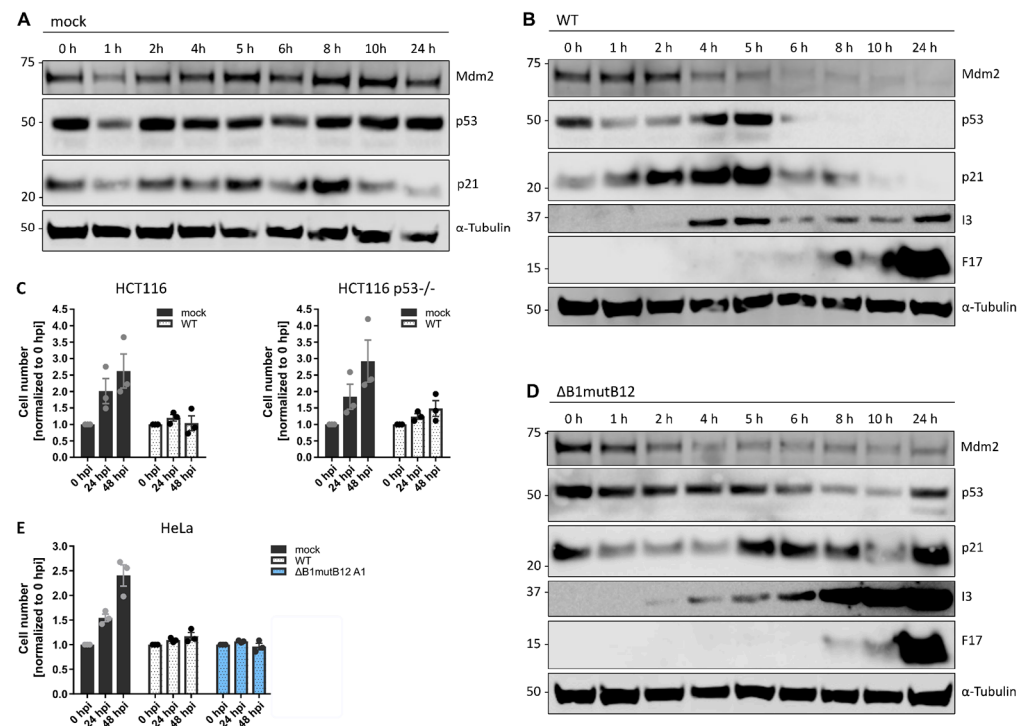 A
mock
0 h 1 h 2h 4h 5 h 6h 8 h 10h 24 h
75
Mdm2
50
p53
20
p21
50
α-Tubulin
B
WT
0 h 1 h 2 h 4 h 5 h 6 h 8 h 10 h 24 h
75
Mdm2
50
p53
20
p21
37
I3
15
F17
50
α-Tubulin
C
HCT116
Cell number
[normalized to 0 hpi]
4.5
4.0
3.5
3.0
2.5
2.0
1.5
1.0
0.5
0.0
mock
WT
0 hpi 24 hpi 48 hpi 0 hpi 24 hpi 48 hpi
HCT116 p53-/-
Cell number
[normalized to 0 hpi]
4.5
4.0
3.5
3.0
2.5
2.0
1.5
1.0
0.5
0.0
mock
WT
0 hpi 24 hpi 48 hpi 0 hpi 24 hpi 48 hpi
D
ΔB1mutB12
0 h 1 h 2 h 4 h 5 h 6 h 8 h 10 h 24 h
75
Mdm2
50
p53
20
p21
37
I3
15
F17
50
α-Tubulin
E
HeLa
Cell number
[normalized to 0 hpi]
3.0
2.5
2.0
1.5
1.0
0.5
0.0
mock
WT
ΔB1mutB12 A1
0 hpi 24 hpi 48 hpi 0 hpi 24 hpi 48 hpi 0 hpi 24 hpi 48 hpi